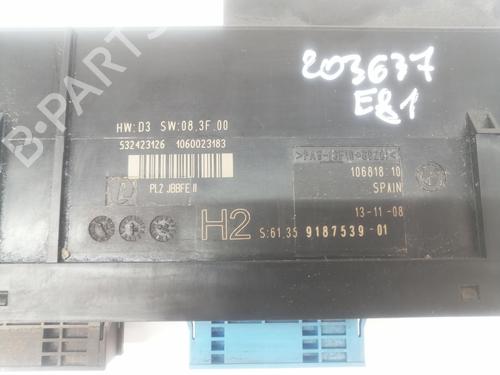 203637
E81
HW:D3 SW:08.3F.00
532423126 1060023183
PL2 JBBFE II
106818 10
SPAIN
13-11-08
H2 S:61.35 9187539-01
B-PARTS